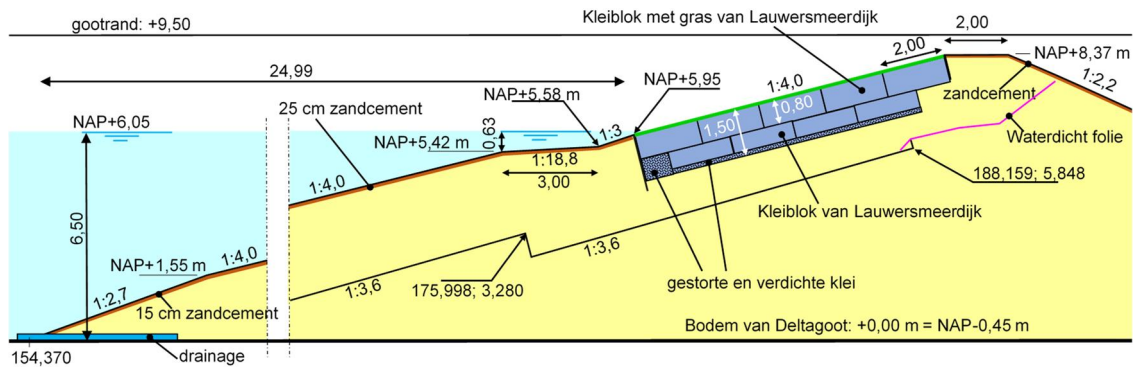 gootrand: +9,50
Kleiblok met gras van Lauwersmeerdijk
2,00
2,00
NAP+8,37 m
24,99
NAP+5,95
1:4,0
1:2,2
zandcement
25 cm zandcement
NAP+5,58 m
0,80
1,50
NAP+6,05
0,63
1:3
Waterdicht folie
NAP+5,42 m
1:18,8
3,00
1:4,0
188,159; 5,848
6,50
Kleiblok van Lauwersmeerdijk
NAP+1,55 m
1:4,0
1:3,6
1:2,7
1:3,6
175,998; 3,280
gestorte en verdichte klei
15 cm zandcement
Bodem van Deltagoot: +0,00 m = NAP-0,45 m
154,370
drainage